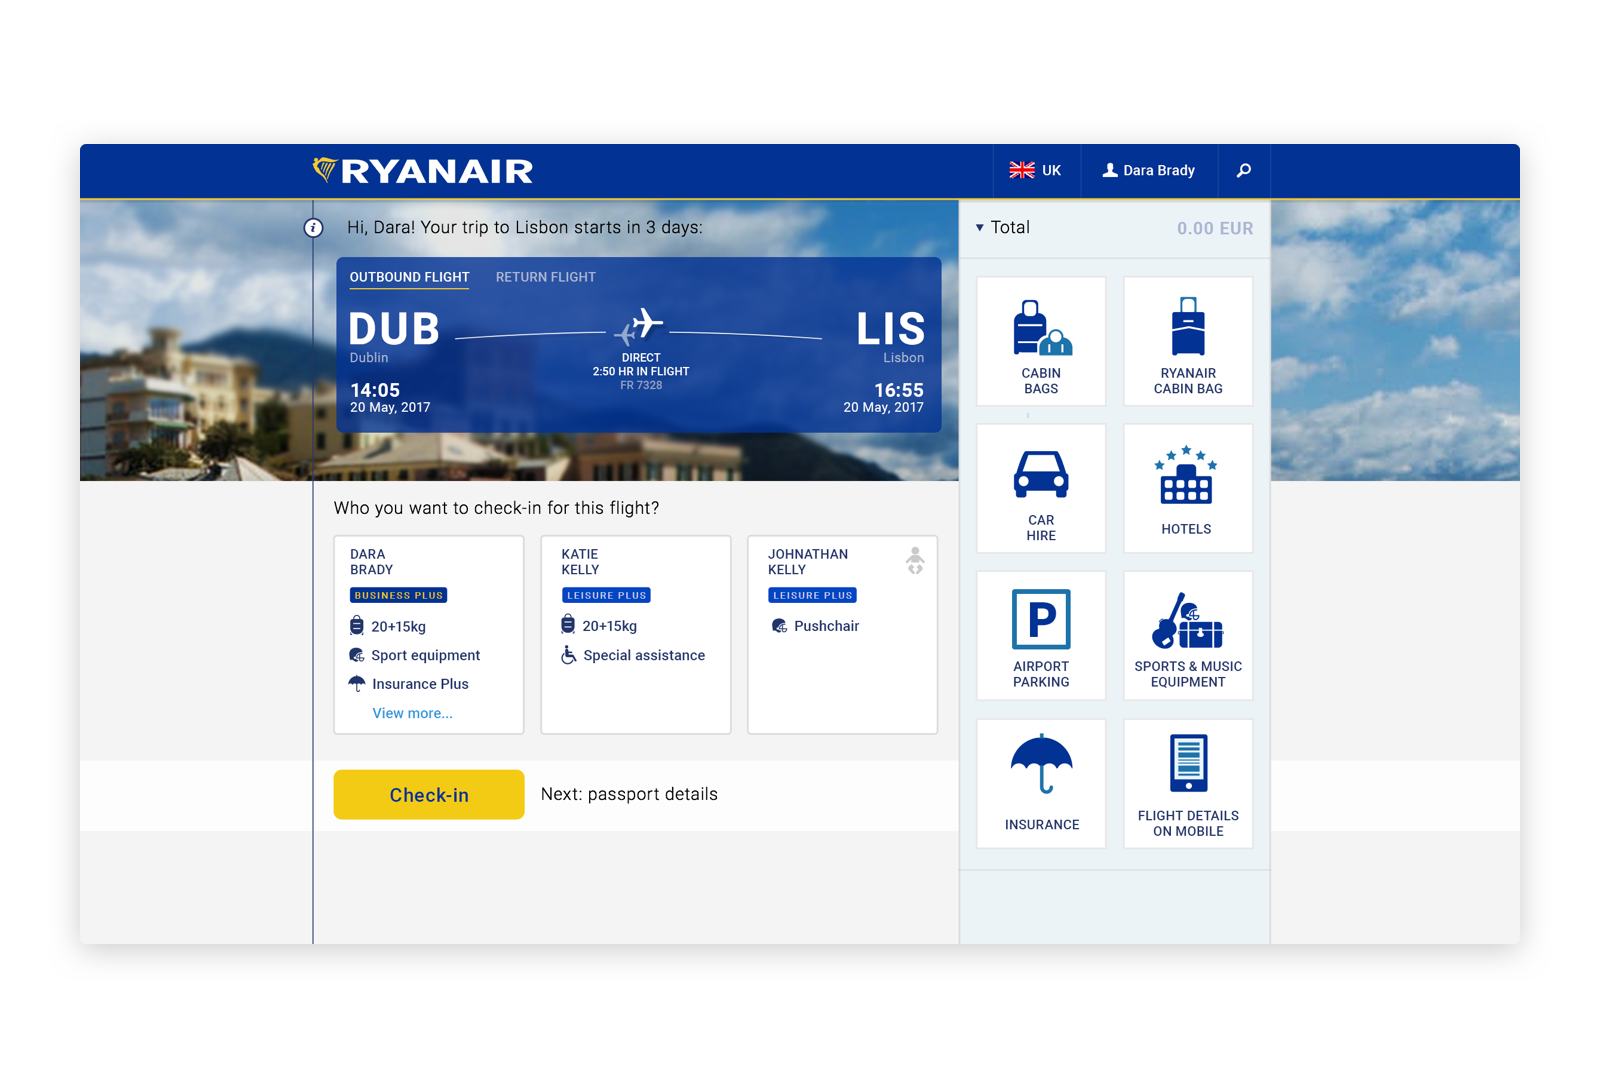 RYANAIR
UK
Dara Brady
i
Hi, Dara! Your trip to Lisbon starts in 3 days:
Total
0.00 EUR
OUTBOUND FLIGHT
RETURN FLIGHT
DUB
LIS
Dublin
DIRECT
Lisbon
2:50 HR IN FLIGHT
FR 7328
14:05
16:55
20 May, 2017
20 May, 2017
Who you want to check-in for this flight?
DARA
BRADY
BUSINESS PLUS
20+15kg
Sport equipment
Insurance Plus
View more...
KATIE
KELLY
LEISURE PLUS
20+15kg
Special assistance
JOHNATHAN
KELLY
LEISURE PLUS
Pushchair
Check-in
Next: passport details
CABIN
BAGS
RYANAIR
CABIN BAG
CAR
HIRE
HOTELS
P
AIRPORT
PARKING
SPORTS & MUSIC
EQUIPMENT
INSURANCE
FLIGHT DETAILS
ON MOBILE